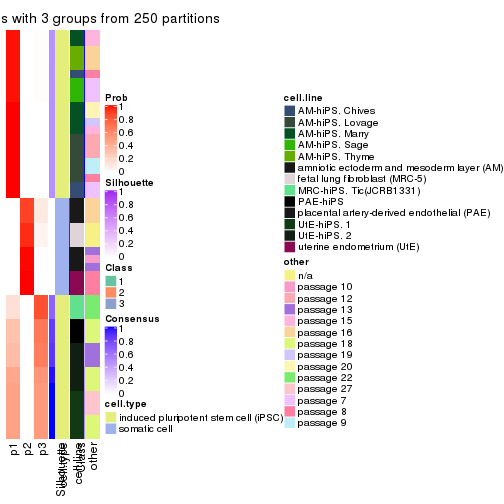 s with 3 groups from 250 partitions
Prob
1
0.8
0.6
0.4
0.2
0
Silhouette
1
0.8
0.6
0.4
0.2
0
Class
1
2
3
Consensus
1
0.8
0.6
0.4
0.2
0
cell.type
induced pluripotent stem cell (iPSC)
somatic cell
cell.line
AM-hiPS, Chives
AM-hiPS, Lovage
AM-hiPS, Marry
AM-hiPS, Sage
AM-hiPS, Thyme
amniotic ectoderm and mesoderm layer (AM)
fetal lung fibroblast (MRC-5)
MRC-hiPS, Tic(JCRB1331)
PAE-hiPS
placental artery-derived endothelial (PAE)
UtE-hiPS, 1
UtE-hiPS, 2
uterine endometrium (UtE)
other
n/a
passage 10
passage 12
passage 13
passage 15
passage 16
passage 18
passage 19
passage 20
passage 22
passage 27
passage 7
passage 8
passage 9
p1
p2
p3
Silhouette
cell.type
cell.line
Class
other